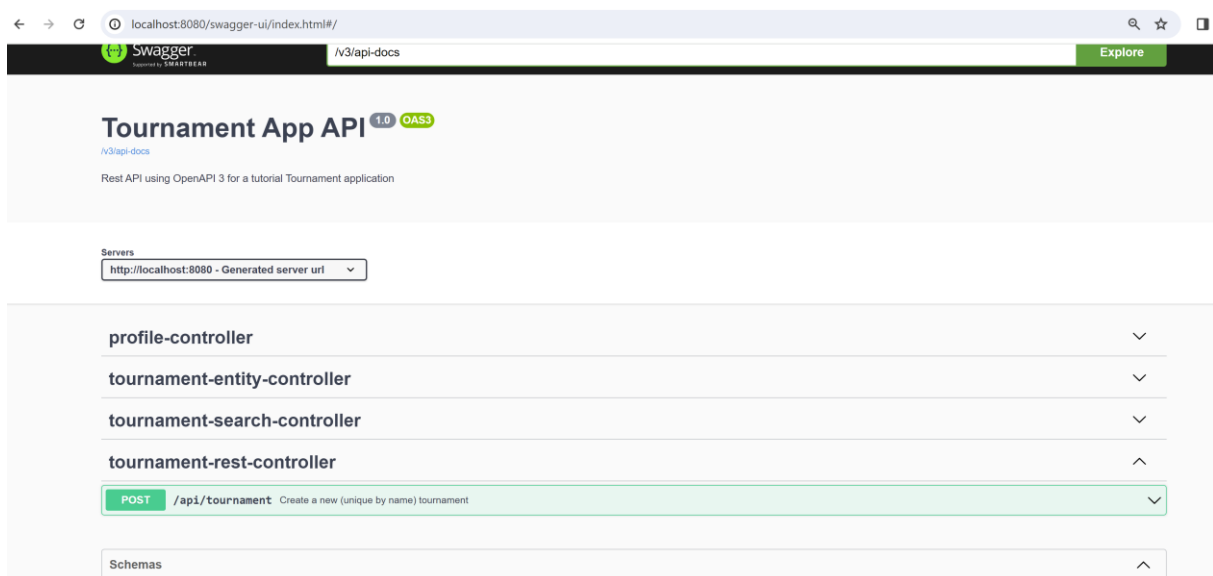 localhost:8080/swagger-ui/index.html#/
Swagger.
Supported by SMARTBEAR
/v3/api-docs
Explore
Tournament App API 1.0 OAS3
/v3/api-docs
Rest API using OpenAPI 3 for a tutorial Tournament application
Servers
http://localhost:8080 - Generated server url
profile-controller
tournament-entity-controller
tournament-search-controller
tournament-rest-controller
POST /api/tournament Create a new (unique by name) tournament
Schemas